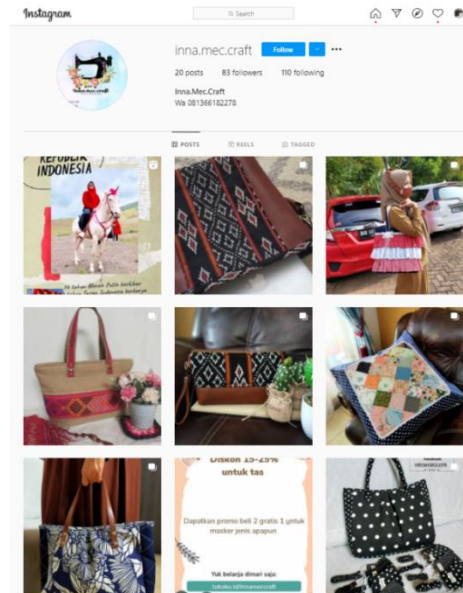 Instagram
Search
inna.mec.craft
Follow
20 posts 83 followers 110 following
Inna.Mec.Craft
Wa 081366182278
POSTS REELS TAGGED
REPUBLIK
INDONESIA
Diskon 15-25%
untuk tas
Dapatkan promo beli 2 gratis 1 untuk
masker jenis apapun
Yuk belanja dimari saja: